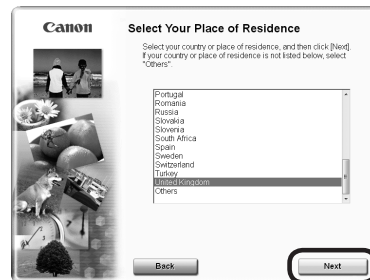 Canon
Select Your Place of Residence
Select your country or place of residence, and then click [Next].
If your country or place of residence is not listed below, select
"Others".
Portugal
Romania
Russia
Slovakia
Slovenia
South Africa
Spain
Sweden
Switzerland
Turkey
United Kingdom
Others
Back
Next